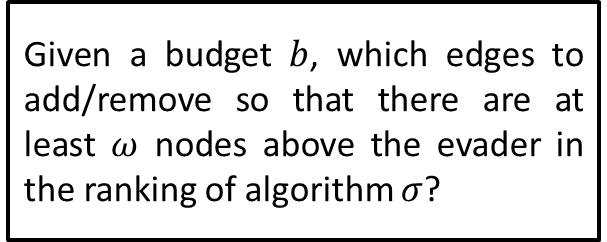 Given a budget 𝑏, which edges to
add/remove so that there are at
least 𝜔 nodes above the evader in
the ranking of algorithm 𝜎?